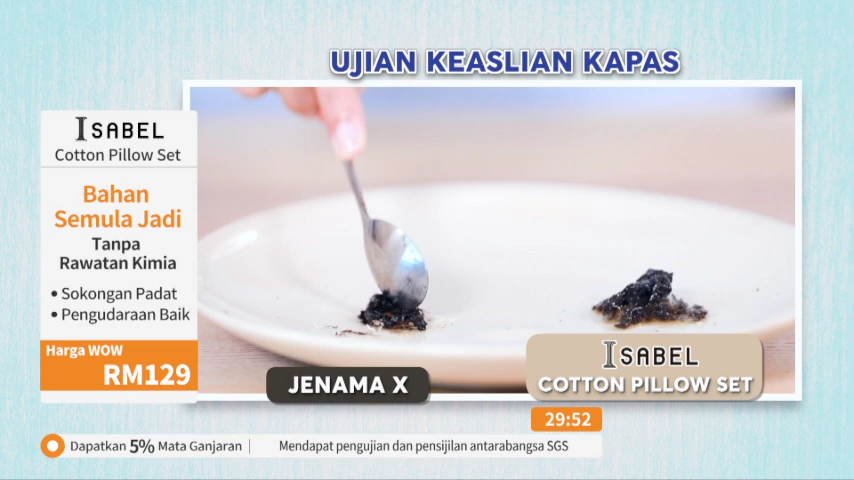 UJIAN KEASLIAN KAPAS
ISABEL
Cotton Pillow Set
Bahan
Semula Jadi
Tanpa
Rawatan Kimia
• Sokongan Padat
• Pengudaraan Baik
Harga WOW
RM129
JENAMA X
ISABEL
COTTON PILLOW SET
29:52
Dapatkan 5% Mata Ganjaran | Mendapat pengujian dan pensijilan antarabangsa SGS